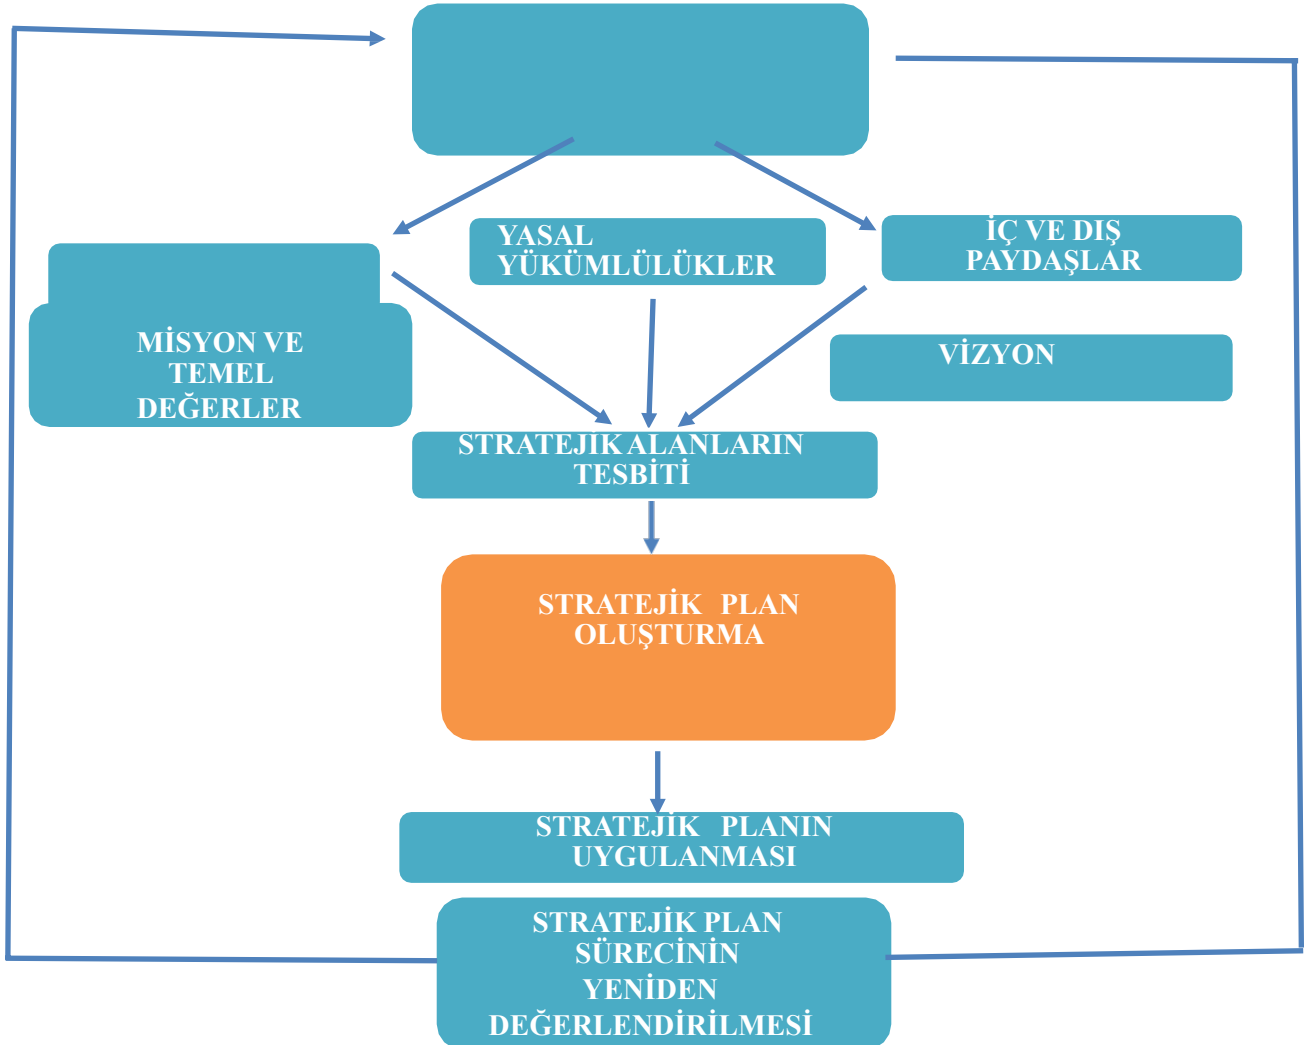 YASAL
YÜKÜMLÜLÜKLER
İÇ VE DIŞ
PAYDAŞLAR
MİSYON VE
TEMEL
DEĞERLER
VİZYON
STRATEJİK ALANLARIN
TESBİTİ
STRATEJİK PLAN
OLUŞTURMA
STRATEJİK PLANIN
UYGULANMASI
STRATEJİK PLAN
SÜRECİNİN
YENİDEN
DEĞERLENDİRİLMESİ